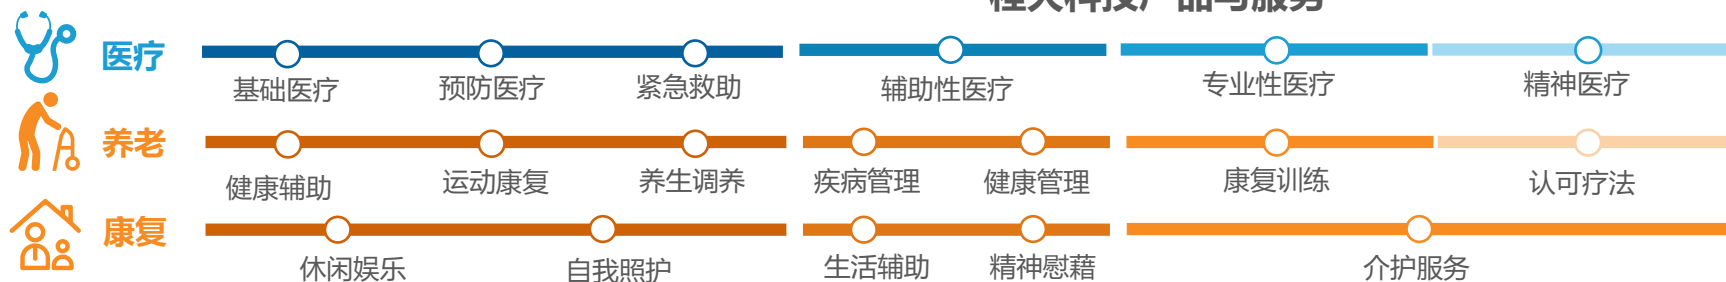 医疗
基础医疗 预防医疗 紧急救助 辅助性医疗 专业性医疗 精神医疗
养老
健康辅助 运动康复 养生调养 疾病管理 健康管理 康复训练 认可疗法
康复
休闲娱乐 自我照护 生活辅助 精神慰藉 介护服务